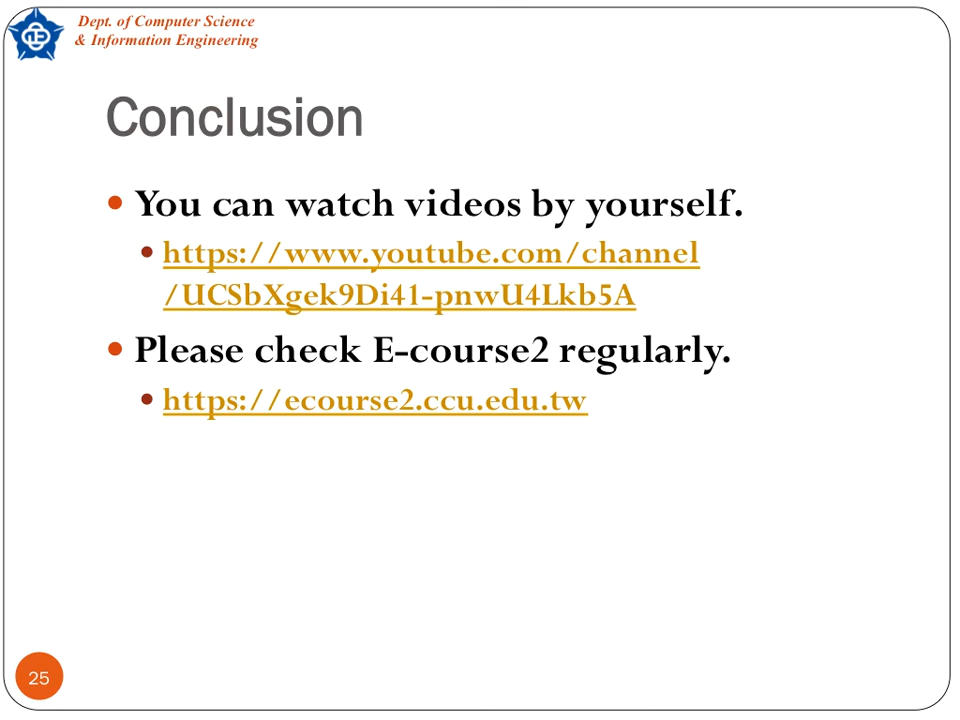 Dept. of Computer Science
& Information Engineering
Conclusion
You can watch videos by yourself.
https://www.youtube.com/channel
/UCSbXgek9Di41-pnwU4Lkb5A
Please check E-course2 regularly.
https://ecourse2.ccu.edu.tw
25